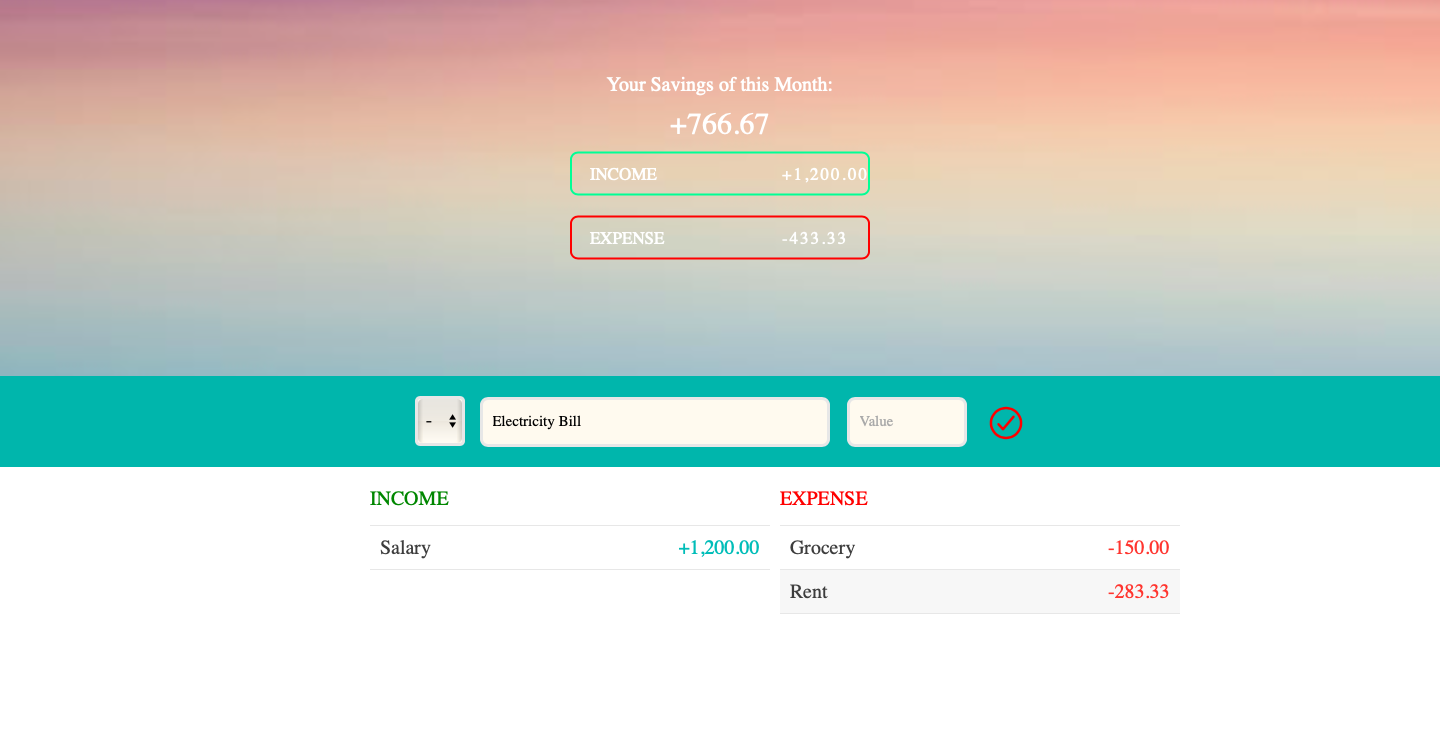 Your Savings of this Month:
+766.67
INCOME +1,200.00
EXPENSE -433.33
- Electricity Bill Value
INCOME EXPENSE
Salary +1,200.00 Grocery -150.00
Rent -283.33